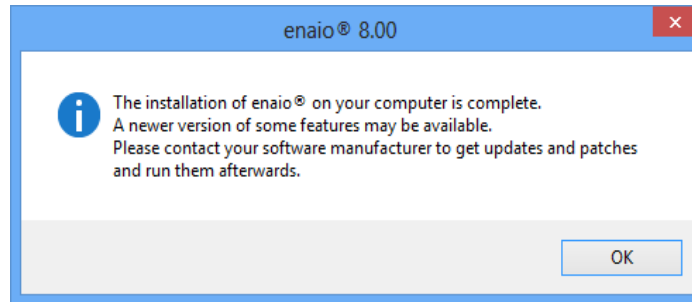 enaio® 8.00
The installation of enaio® on your computer is complete.
A newer version of some features may be available.
Please contact your software manufacturer to get updates and patches
and run them afterwards.
OK